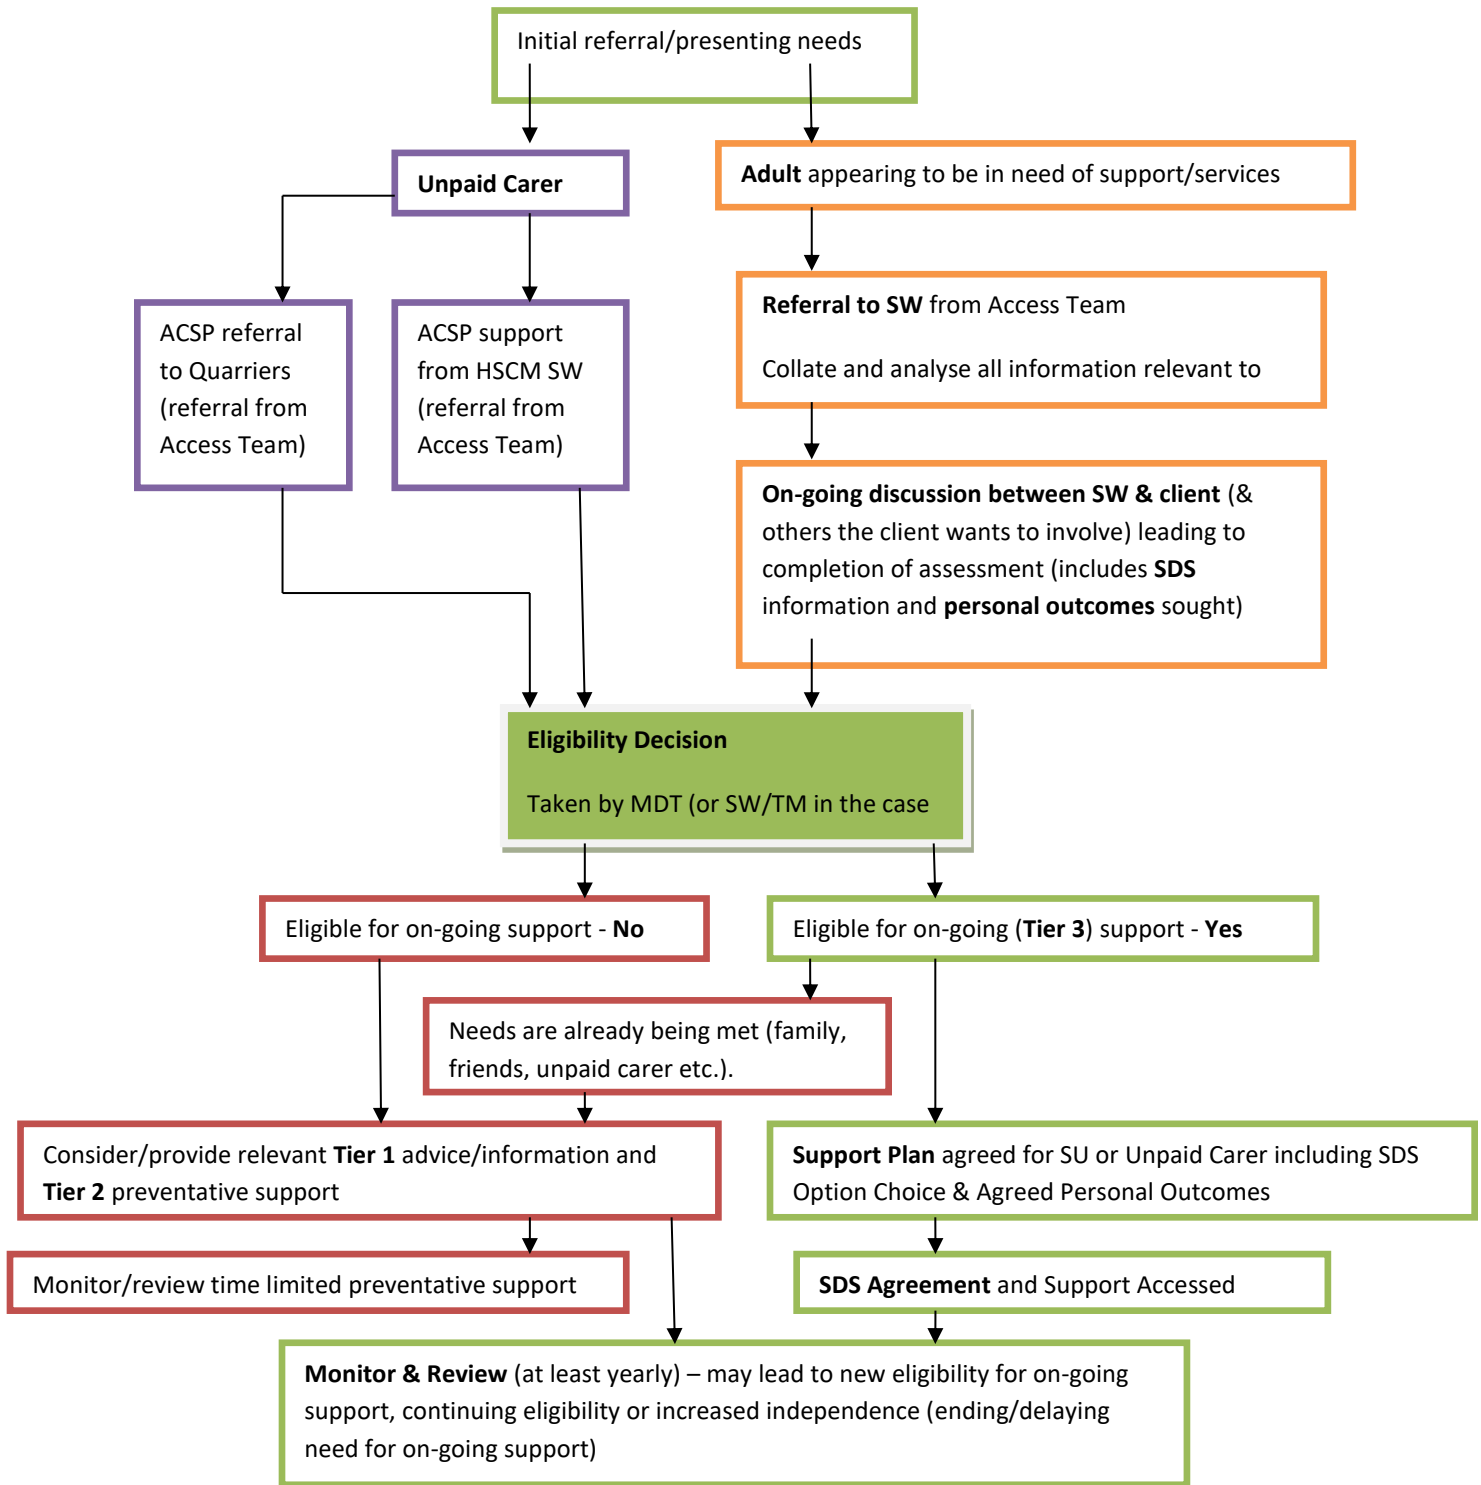 Initial referral/presenting needs
Unpaid Carer
Adult appearing to be in need of support/services
ACSP referral
to Quarriers
(referral from
Access Team)
ACSP support
from HSCM SW
(referral from
Access Team)
Referral to SW from Access Team
Collate and analyse all information relevant to
On-going discussion between SW & client (&
others the client wants to involve) leading to
completion of assessment (includes SDS
information and personal outcomes sought)
Eligibility Decision
Taken by MDT (or SW/TM in the case
Eligible for on-going support - No
Eligible for on-going (Tier 3) support - Yes
Needs are already being met (family,
friends, unpaid carer etc.).
Consider/provide relevant Tier 1 advice/information and
Tier 2 preventative support
Support Plan agreed for SU or Unpaid Carer including SDS
Option Choice & Agreed Personal Outcomes
Monitor/review time limited preventative support
SDS Agreement and Support Accessed
Monitor & Review (at least yearly) – may lead to new eligibility for on-going
support, continuing eligibility or increased independence (ending/delaying
need for on-going support)